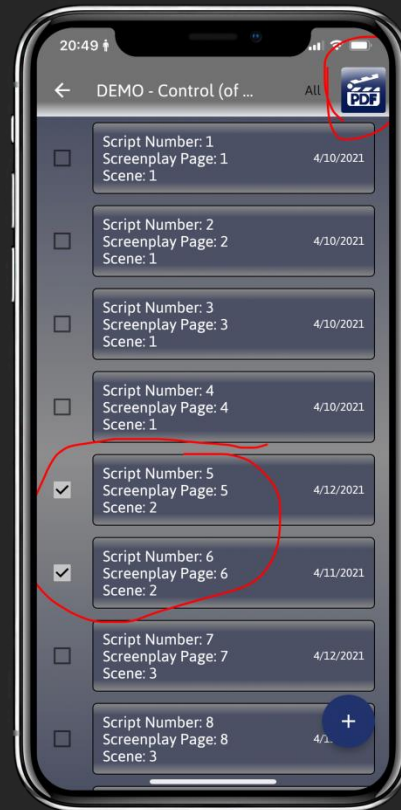 20:49
DEMO - Control (of ...
All
PDF
Script Number: 1
Screenplay Page: 1
Scene: 1
4/10/2021
Script Number: 2
Screenplay Page: 2
Scene: 1
4/10/2021
Script Number: 3
Screenplay Page: 3
Scene: 1
4/10/2021
Script Number: 4
Screenplay Page: 4
Scene: 1
4/10/2021
Script Number: 5
Screenplay Page: 5
Scene: 2
4/12/2021
Script Number: 6
Screenplay Page: 6
Scene: 2
4/11/2021
Script Number: 7
Screenplay Page: 7
Scene: 3
4/12/2021
Script Number: 8
Screenplay Page: 8
Scene: 3
+